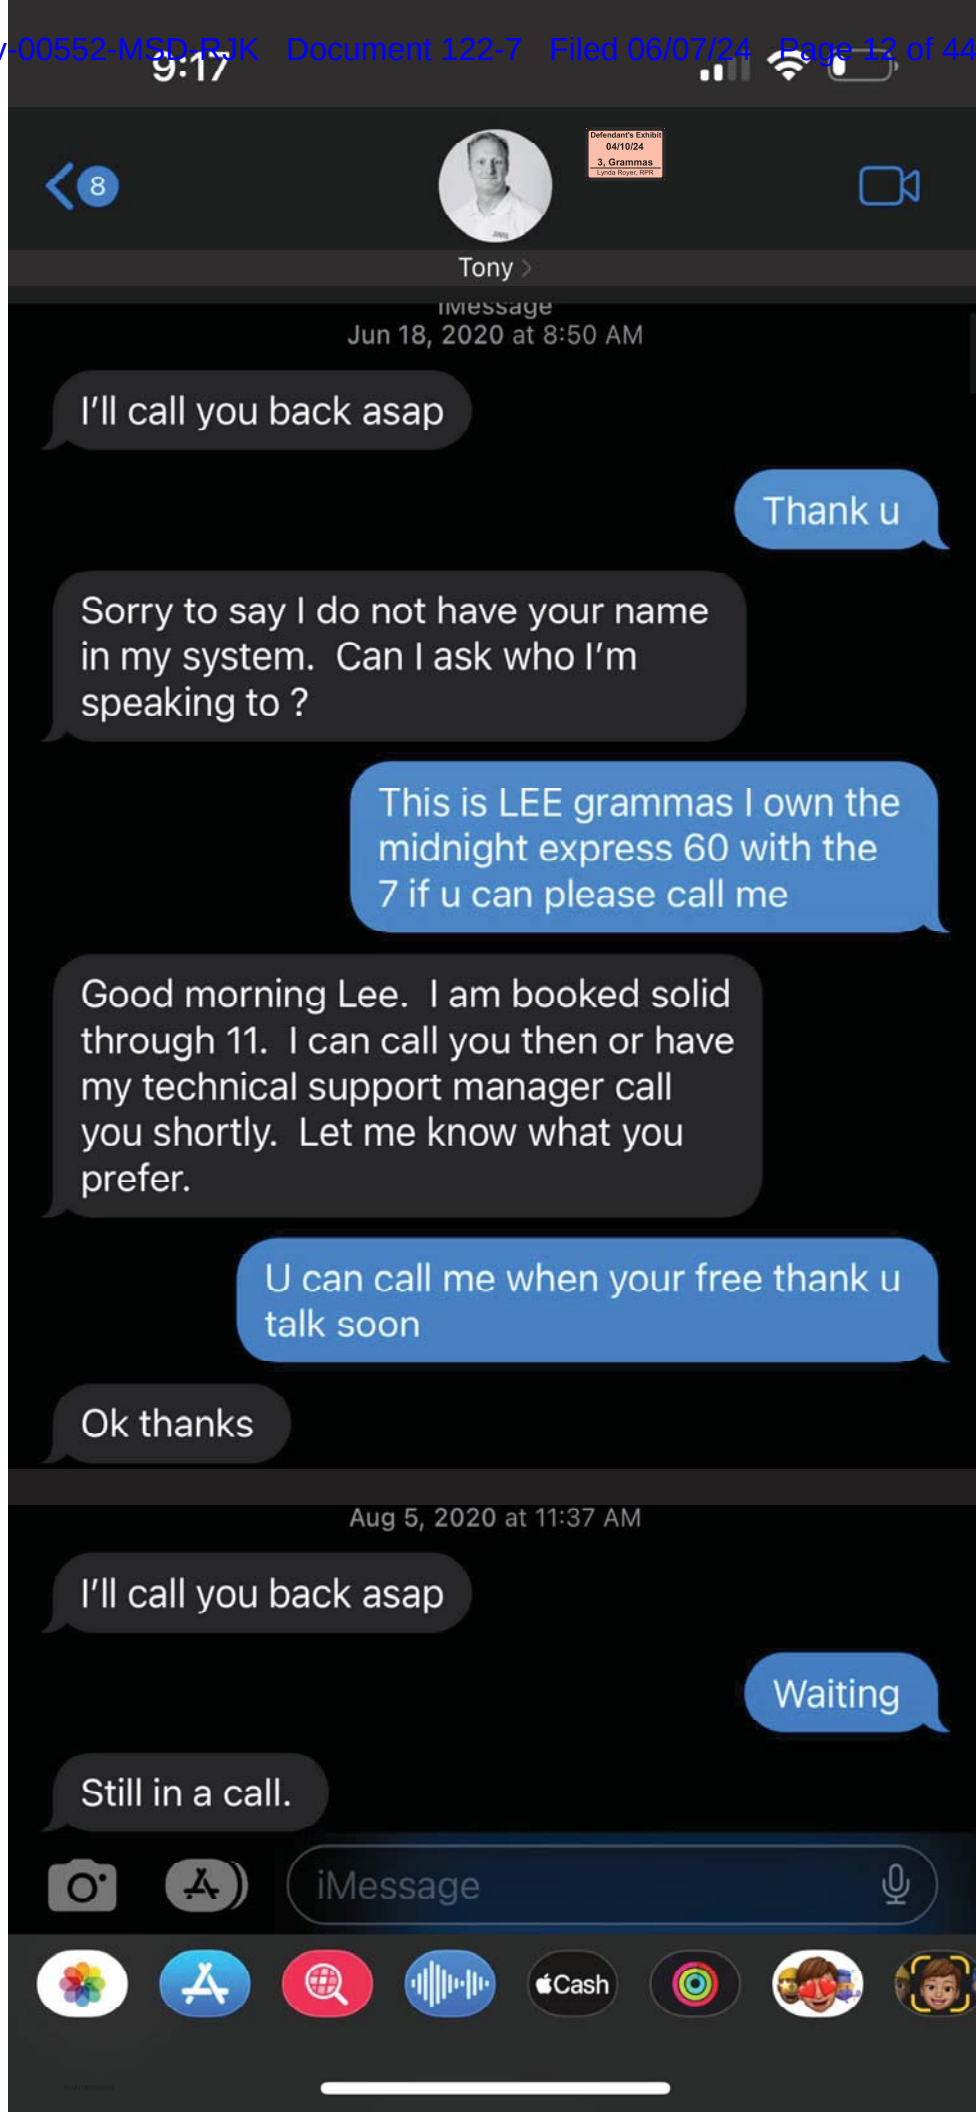 -00552-MSD-RJK Document 122-7 Filed 06/07/24 Page 12 of 44
9:17
Defendant's Exhibit
04/10/24
3, Grammas
Lynda Royer, RPR
8
Tony
iMessage
Jun 18, 2020 at 8:50 AM
I'll call you back asap
Thank u
Sorry to say I do not have your name
in my system. Can I ask who I'm
speaking to ?
This is LEE grammas I own the
midnight express 60 with the
7 if u can please call me
Good morning Lee. I am booked solid
through 11. I can call you then or have
my technical support manager call
you shortly. Let me know what you
prefer.
U can call me when your free thank u
talk soon
Ok thanks
Aug 5, 2020 at 11:37 AM
I'll call you back asap
Waiting
Still in a call.
iMessage
Cash